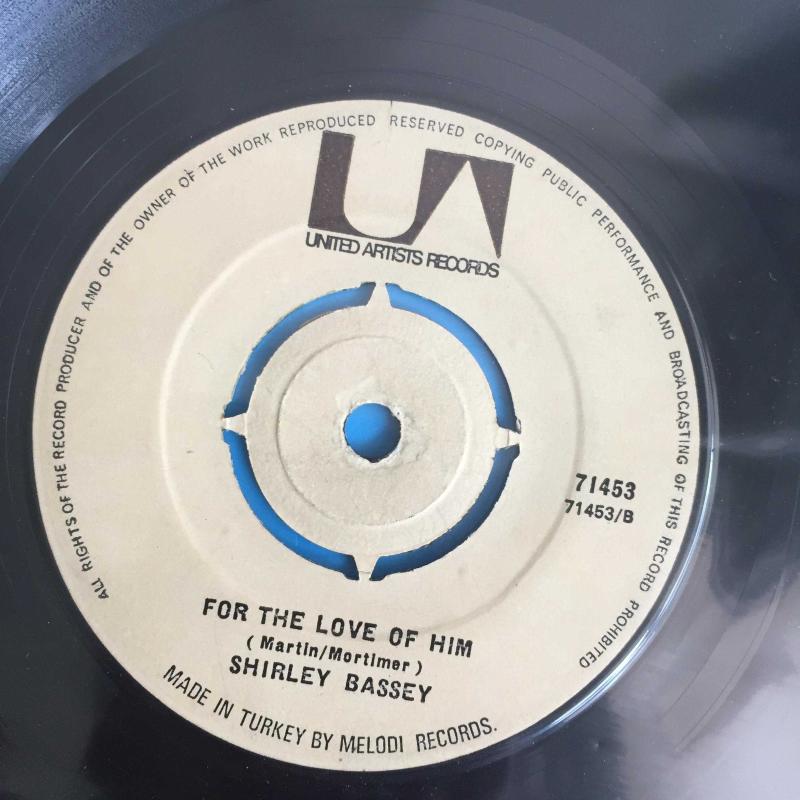 ALL RIGHTS OF THE RECORD PRODUCER AND OF THE OWNER OF THE WORK REPRODUCED RESERVED COPYING PUBLIC PERFORMANCE AND BROADCASTING OF THIS RECORD PROHIBITED
UA
UNITED ARTISTS RECORDS
71453
71453/B
FOR THE LOVE OF HIM
(Martin/Mortimer)
SHIRLEY BASSEY
MADE IN TURKEY BY MELODI RECORDS.